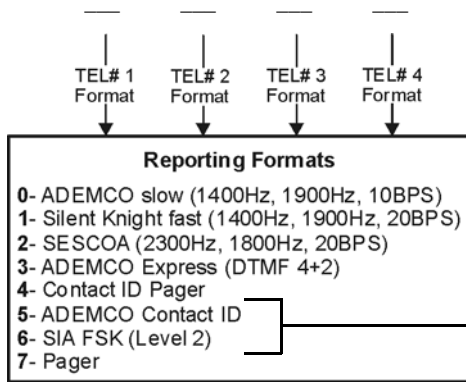 TEL# 1 TEL# 2 TEL# 3 TEL# 4
Format Format Format Format
Reporting Formats
0- ADEMCO slow (1400Hz, 1900Hz, 10BPS)
1- Silent Knight fast (1400Hz, 1900Hz, 20BPS)
2- SESCOA (2300Hz, 1800Hz, 20BPS)
3- ADEMCO Express (DTMF 4+2)
4- Contact ID Pager
5- ADEMCO Contact ID
6- SIA FSK (Level 2)
7- Pager